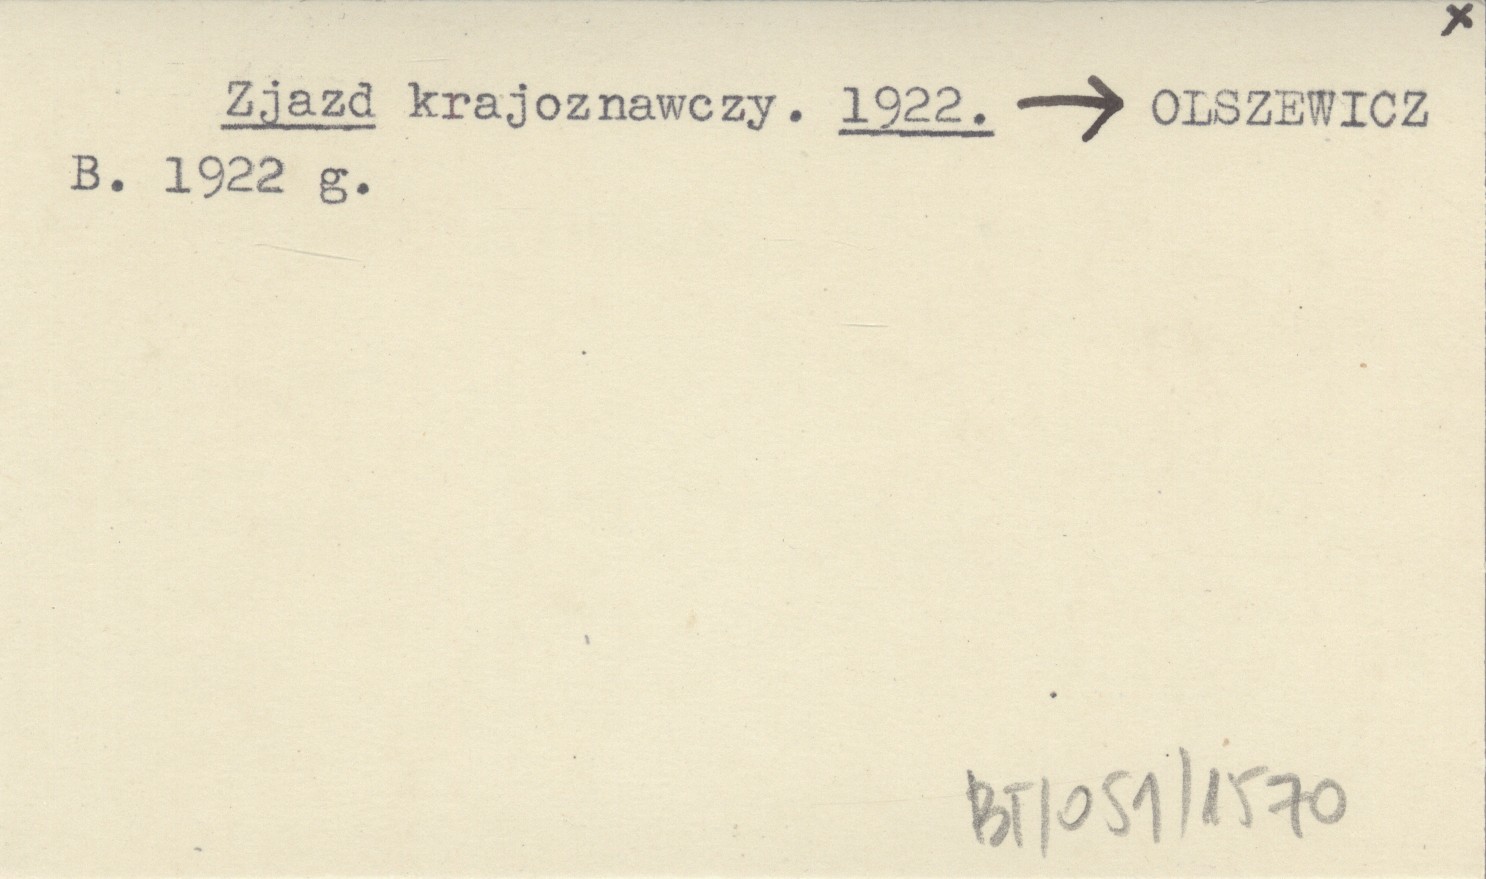 x
Zjazd krajoznawczy. 1922. → OLSZEWICZ
B. 1922 g.
BT/051/1570